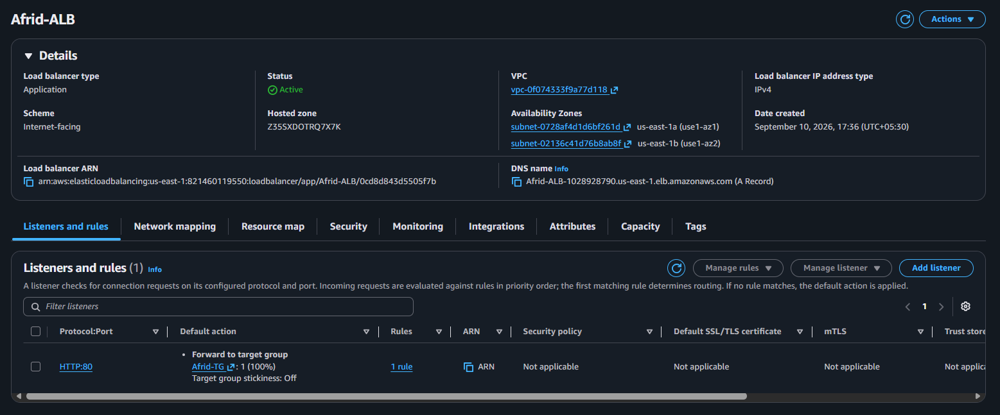 Afrid-ALB
Actions
Details
Load balancer type
Application
Status
Active
VPC
vpc-0f074333f9a77d118
Load balancer IP address type
IPv4
Scheme
Internet-facing
Hosted zone
Z35SXDOTRQ7X7K
Availability Zones
subnet-0728af4d1d6bf261d us-east-1a (use1-az1)
subnet-02136c41d76b8ab8f us-east-1b (use1-az2)
Date created
September 10, 2026, 17:36 (UTC+05:30)
Load balancer ARN
arn:aws:elasticloadbalancing:us-east-1:821460119550:loadbalancer/app/Afrid-ALB/0cd8d843d5505f7b
DNS name Info
Afrid-ALB-1028928790.us-east-1.elb.amazonaws.com (A Record)
Listeners and rules Network mapping Resource map Security Monitoring Integrations Attributes Capacity Tags
Listeners and rules (1) Info
Manage rules Manage listener Add listener
A listener checks for connection requests on its configured protocol and port. Incoming requests are evaluated against rules in priority order; the first matching rule determines routing. If no rule matches, the default action is applied.
Filter listeners
1
Protocol:Port Default action Rules ARN Security policy Default SSL/TLS certificate mTLS Trust store
HTTP:80
• Forward to target group
Afrid-TG : 1 (100%)
Target group stickiness: Off
1 rule ARN Not applicable Not applicable Not applicable Not applica